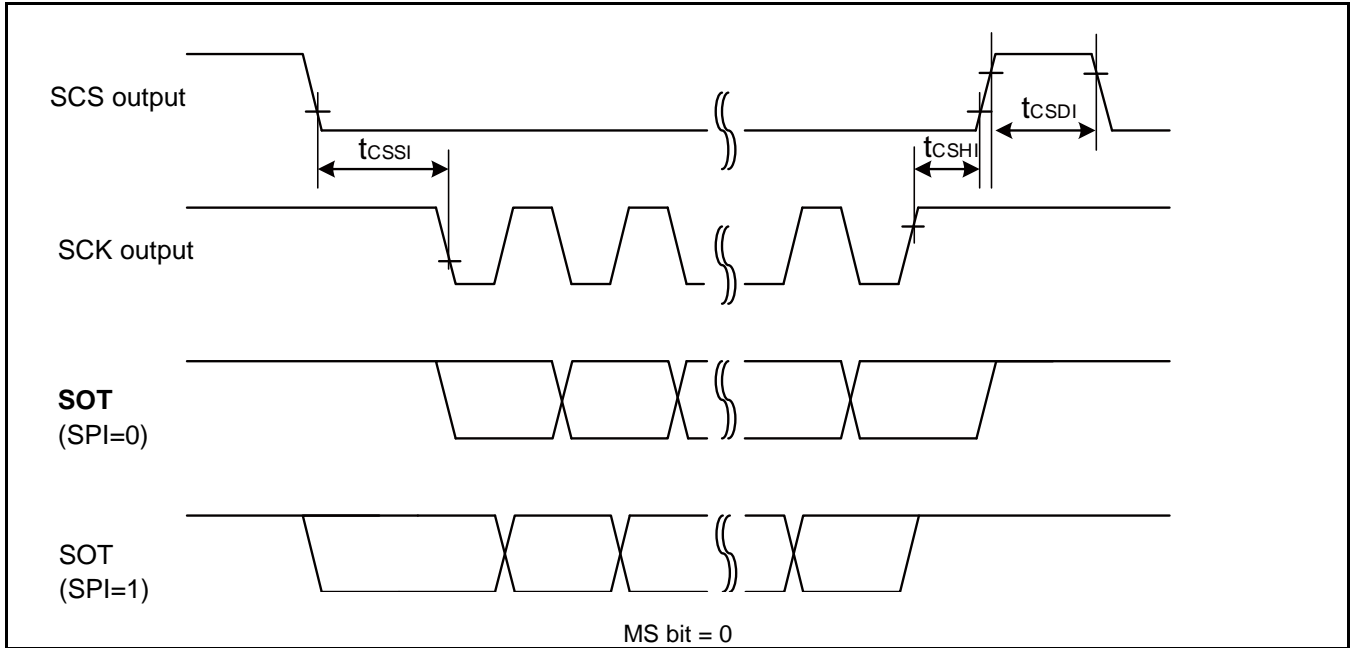 SCS output
tCSDI
tCSSI
tCSHI
SCK output
SOT
(SPI=0)
SOT
(SPI=1)
MS bit = 0